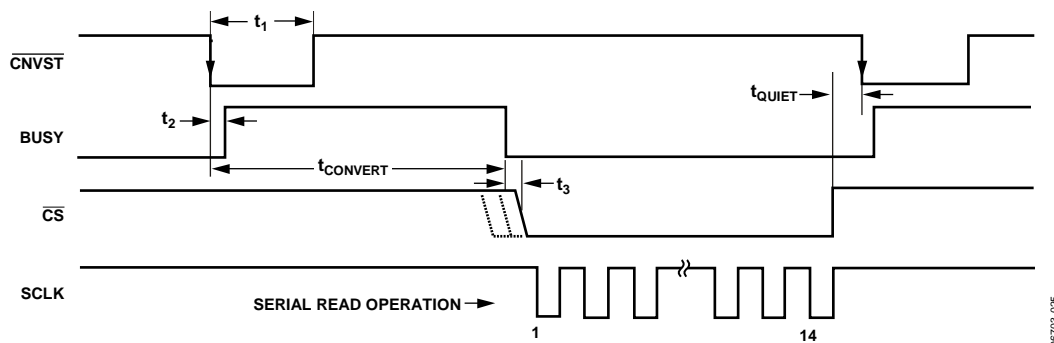 t1
CNVST
tQUIET
t2
BUSY
tCONVERT
t3
CS
SCLK
SERIAL READ OPERATION
1
14